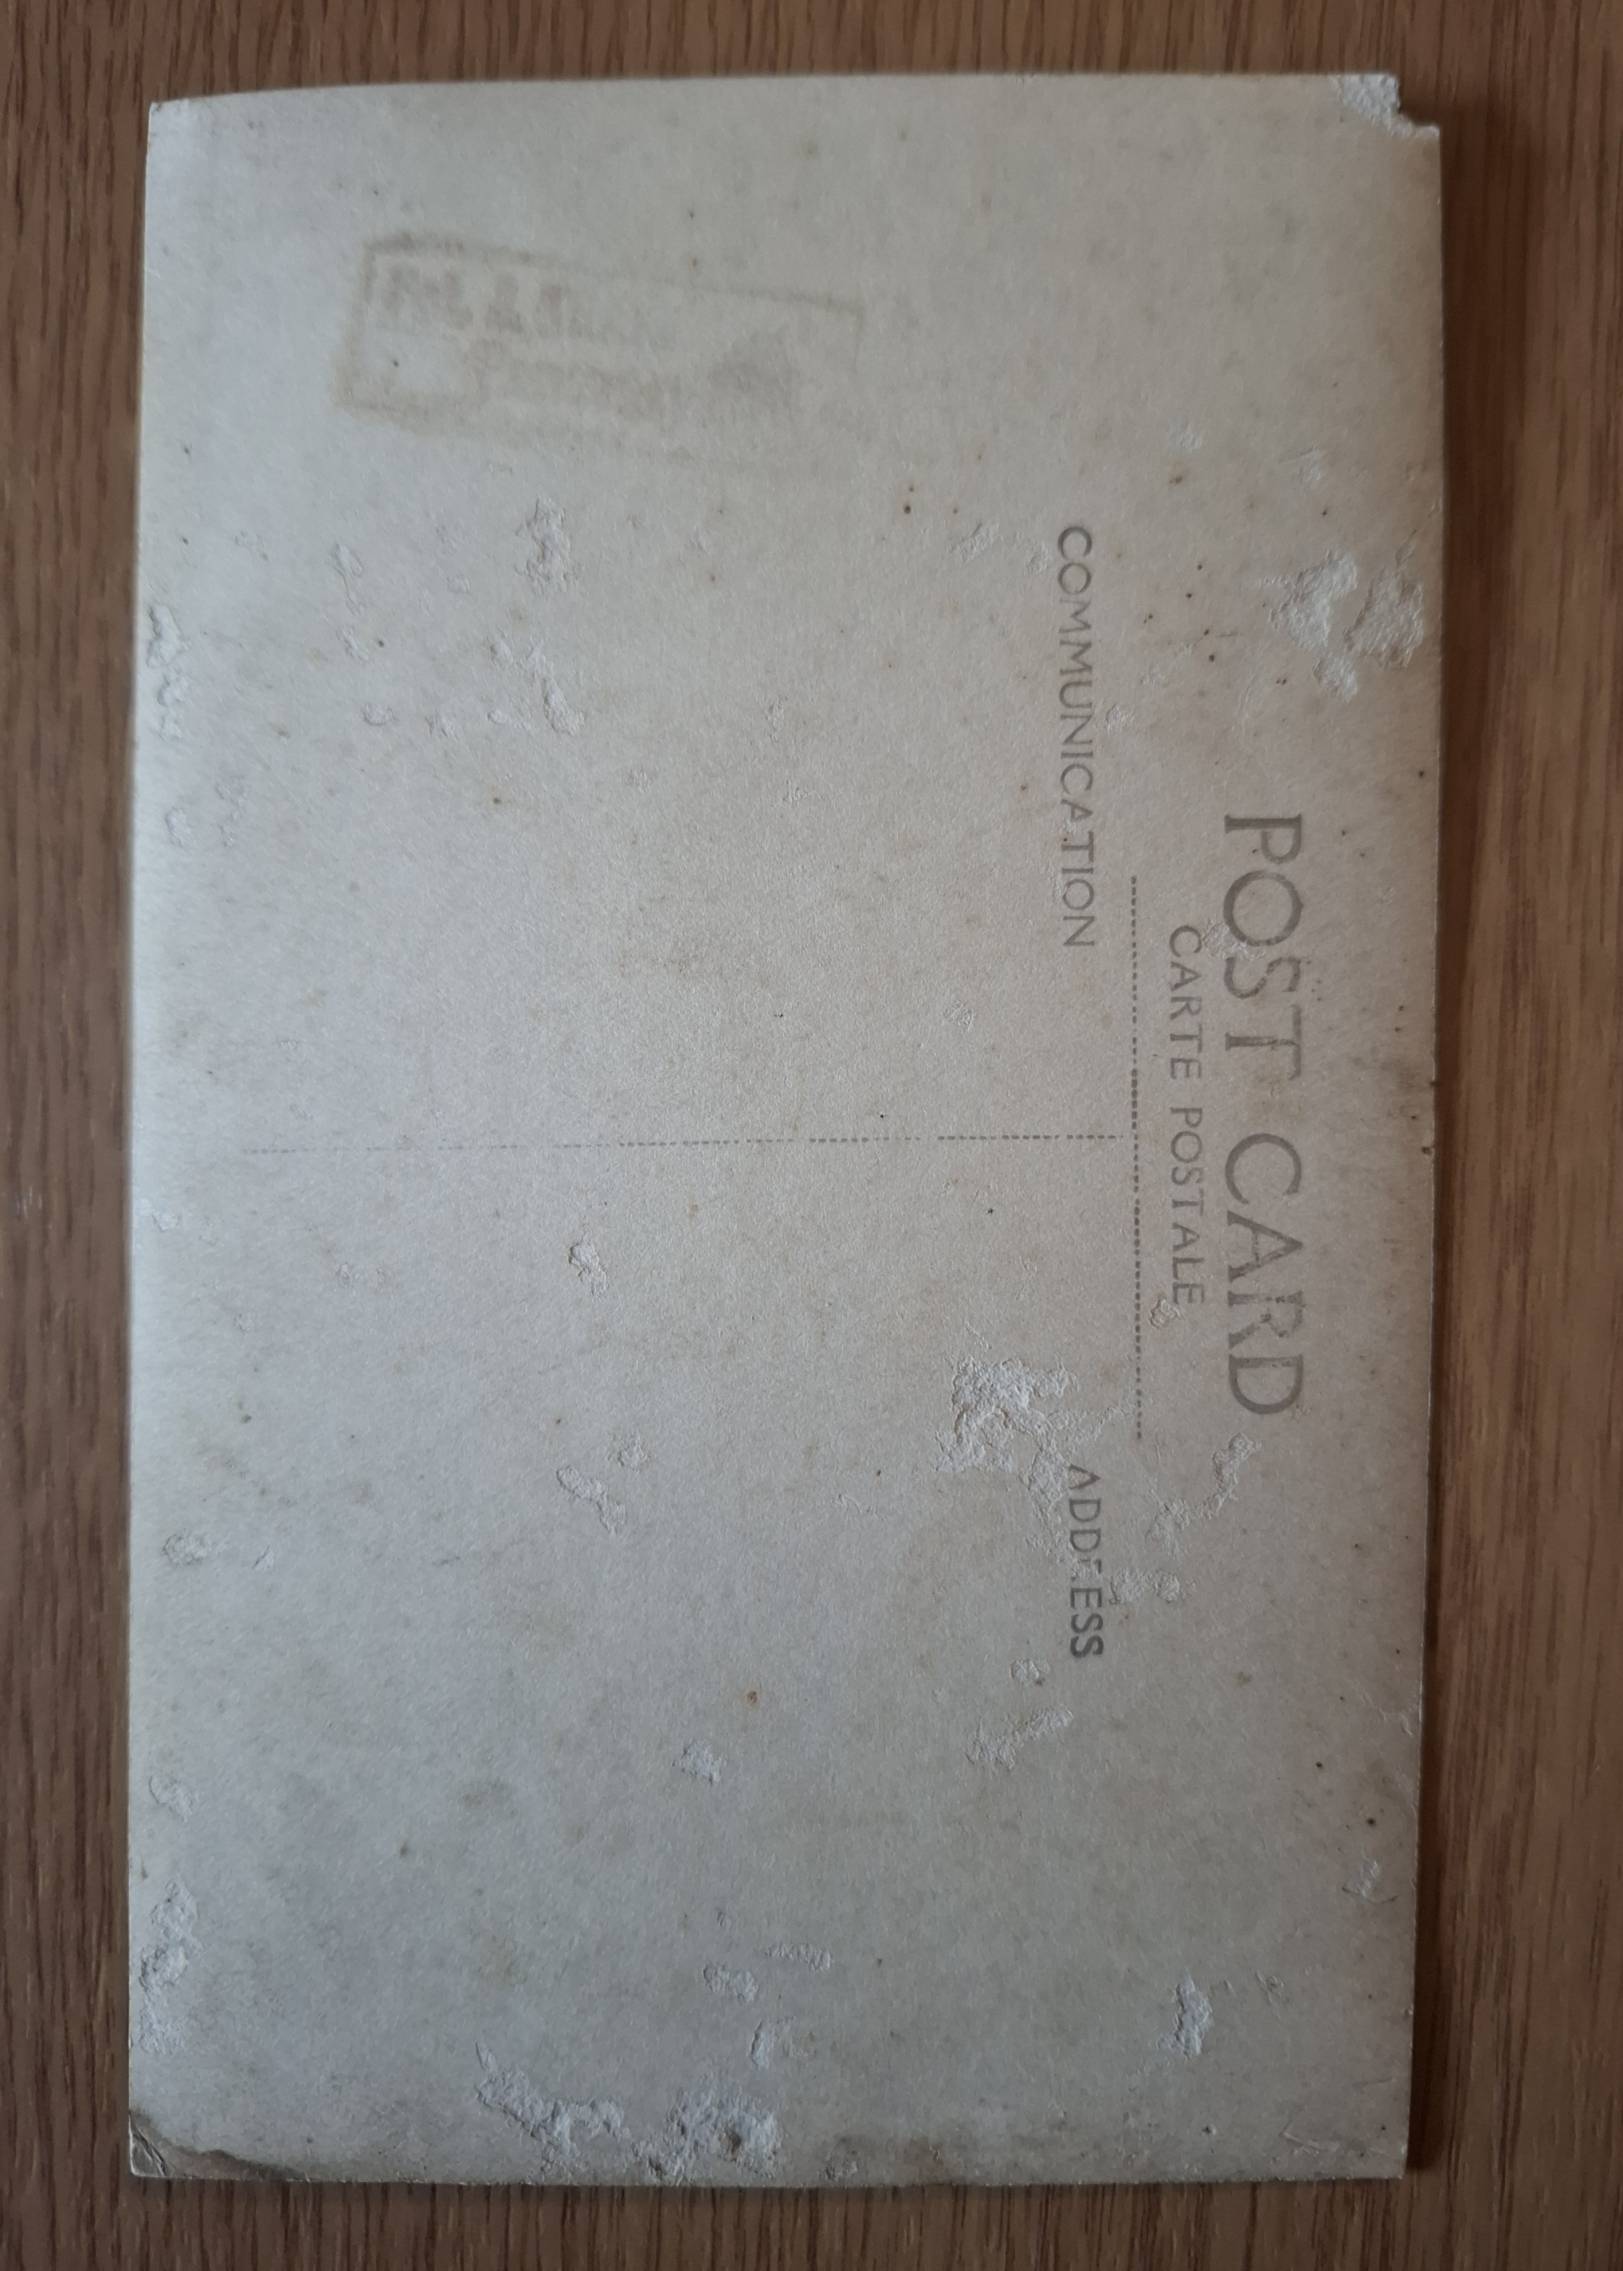 POST CARD
CARTE POSTALE
COMMUNICATION
ADDRESS